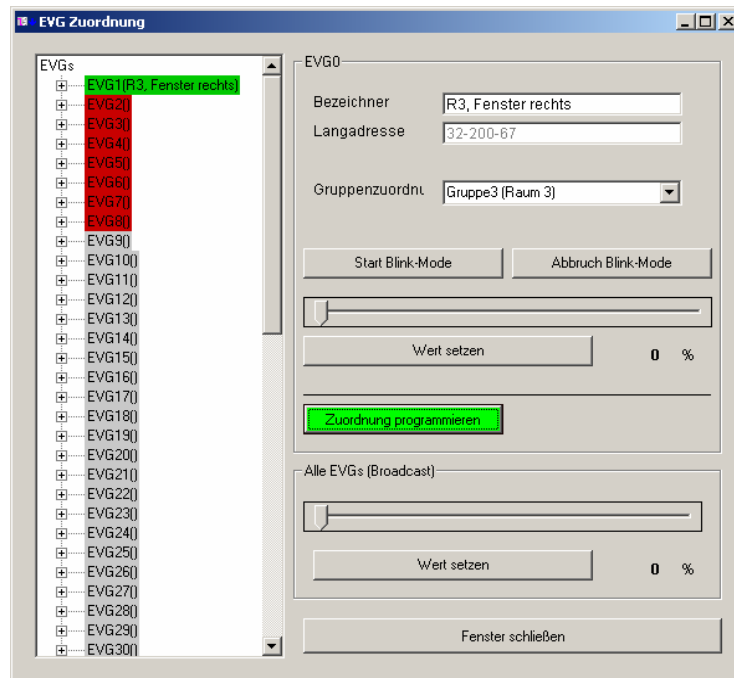 EVG Zuordnung
EVGs
EVG1(R3, Fenster rechts)
EVG2()
EVG3()
EVG4()
EVG5()
EVG6()
EVG7()
EVG8()
EVG9()
EVG10()
EVG11()
EVG12()
EVG13()
EVG14()
EVG15()
EVG16()
EVG17()
EVG18()
EVG19()
EVG20()
EVG21()
EVG22()
EVG23()
EVG24()
EVG25()
EVG26()
EVG27()
EVG28()
EVG29()
EVG30()
EVG0
Bezeichner R3, Fenster rechts
Langadresse 32-200-67
Gruppenzuordnu Gruppe3 (Raum 3)
Start Blink-Mode Abbruch Blink-Mode
Wert setzen 0 %
Zuordnung programmieren
Alle EVGs (Broadcast)
Wert setzen 0 %
Fenster schließen